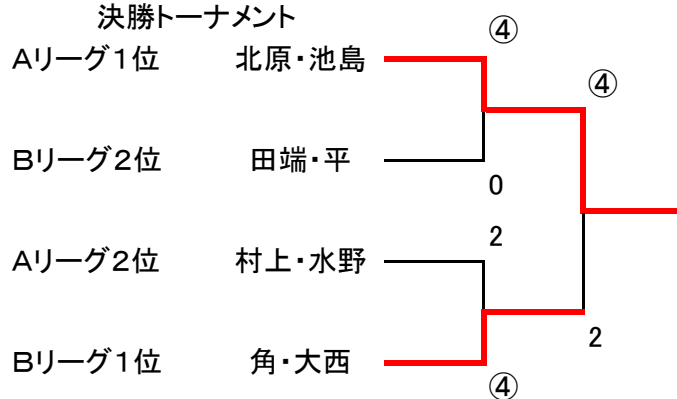 決勝トーナメント
④
Aリーグ１位 北原・池島
④
Bリーグ２位 田端・平
0
2
Aリーグ２位 村上・水野
2
Bリーグ１位 角・大西
④